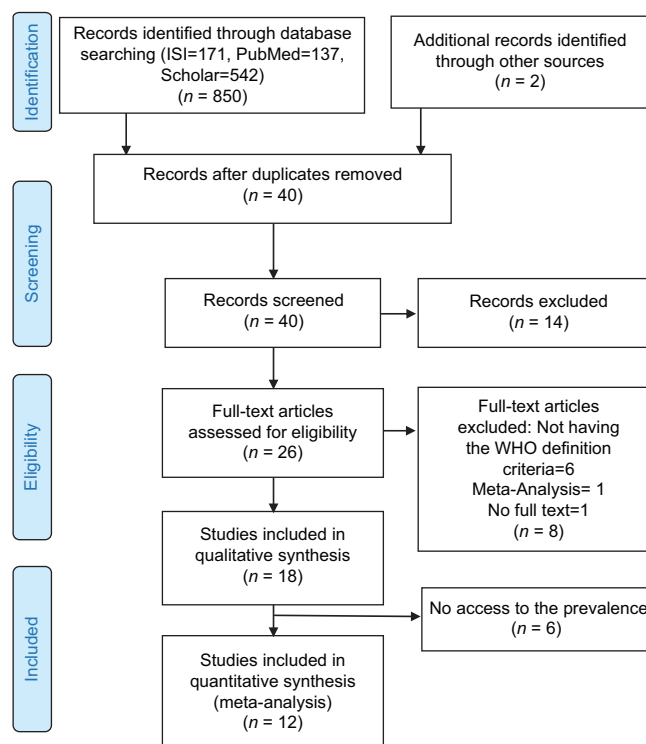 Identification
Records identified through database
searching (ISI=171, PubMed=137,
Scholar=542)
(n = 850)
Additional records identified
through other sources
(n = 2)
Records after duplicates removed
(n = 40)
Screening
Records screened
(n = 40)
Records excluded
(n = 14)
Eligibility
Full-text articles
assessed for eligibility
(n = 26)
Full-text articles
excluded: Not having
the WHO definition
criteria=6
Meta-Analysis= 1
No full text=1
(n = 8)
Studies included in
qualitative synthesis
(n = 18)
Included
No access to the prevalence
(n = 6)
Studies included in
quantitative synthesis
(meta-analysis)
(n = 12)